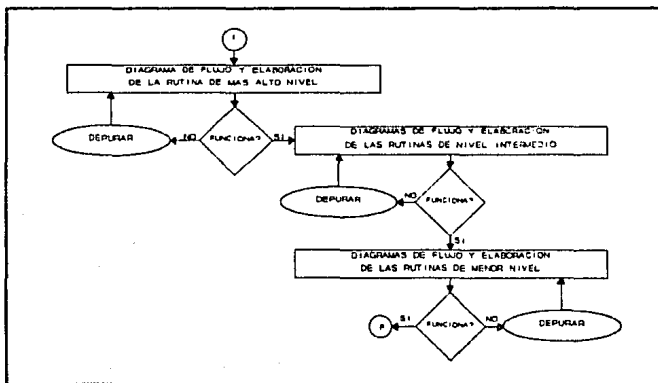 I
DIAGRAMA DE FLUJO Y ELABORACION
DE LA RUTINA DE MAS ALTO NIVEL
DEPURAR
NO
FUNCIONA?
SI
DIAGRAMAS DE FLUJO Y ELABORACION
DE LAS RUTINAS DE NIVEL INTERMEDIO
DEPURAR
NO
FUNCIONA?
SI
DIAGRAMAS DE FLUJO Y ELABORACION
DE LAS RUTINAS DE MENOR NIVEL
SI
FUNCIONA?
NO
DEPURAR